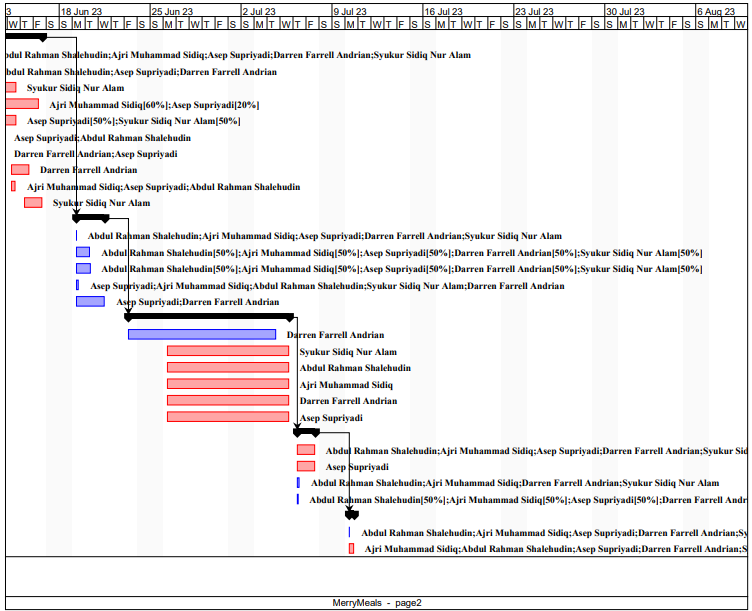 3 18 Jun 23 25 Jun 23 2 Jul 23 9 Jul 23 16 Jul 23 23 Jul 23 30 Jul 23 6 Aug 23
W T F S S M T W T F S S M T W T F S S M T W T F S S M T W T F S S M T W T F S S M T W T F S S M T W T F S S M T W
bdul Rahman Shalehudin;Ajri Muhammad Sidiq;Asep Supriyadi;Darren Farrell Andrian;Syukur Sidiq Nur Alam
bdul Rahman Shalehudin;Asep Supriyadi;Darren Farrell Andrian
Syukur Sidiq Nur Alam
Ajri Muhammad Sidiq[60%];Asep Supriyadi[20%]
Asep Supriyadi[50%];Syukur Sidiq Nur Alam[50%]
Asep Supriyadi;Abdul Rahman Shalehudin
Darren Farrell Andrian;Asep Supriyadi
Darren Farrell Andrian
Ajri Muhammad Sidiq;Asep Supriyadi;Abdul Rahman Shalehudin
Syukur Sidiq Nur Alam
Abdul Rahman Shalehudin;Ajri Muhammad Sidiq;Asep Supriyadi;Darren Farrell Andrian;Syukur Sidiq Nur Alam
Abdul Rahman Shalehudin[50%];Ajri Muhammad Sidiq[50%];Asep Supriyadi[50%];Darren Farrell Andrian[50%];Syukur Sidiq Nur Alam[50%]
Abdul Rahman Shalehudin[50%];Ajri Muhammad Sidiq[50%];Asep Supriyadi[50%];Darren Farrell Andrian[50%];Syukur Sidiq Nur Alam[50%]
Asep Supriyadi;Ajri Muhammad Sidiq;Abdul Rahman Shalehudin;Syukur Sidiq Nur Alam;Darren Farrell Andrian
Asep Supriyadi;Darren Farrell Andrian
Darren Farrell Andrian
Syukur Sidiq Nur Alam
Abdul Rahman Shalehudin
Ajri Muhammad Sidiq
Darren Farrell Andrian
Asep Supriyadi
Abdul Rahman Shalehudin;Ajri Muhammad Sidiq;Asep Supriyadi;Darren Farrell Andrian;Syukur Sid
Asep Supriyadi
Abdul Rahman Shalehudin;Ajri Muhammad Sidiq;Darren Farrell Andrian;Syukur Sidiq Nur Alam
Abdul Rahman Shalehudin[50%];Ajri Muhammad Sidiq[50%];Asep Supriyadi[50%];Darren Farrell Andr
Abdul Rahman Shalehudin;Ajri Muhammad Sidiq;Asep Supriyadi;Darren Farrell Andrian;Sy
Ajri Muhammad Sidiq;Abdul Rahman Shalehudin;Asep Supriyadi;Darren Farrell Andrian;S
MerryMeals - page2